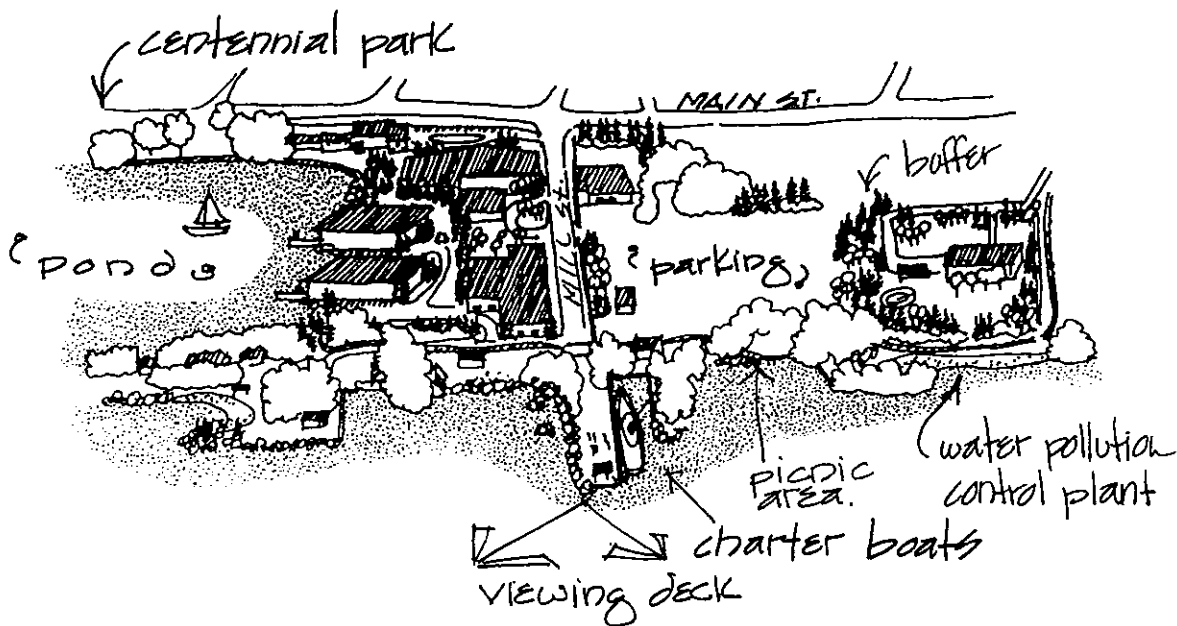 centennial park
MAIN ST.
buffer
MILL ST.
pond
parking
picnic
area.
water pollution
control plant
charter boats
viewing deck